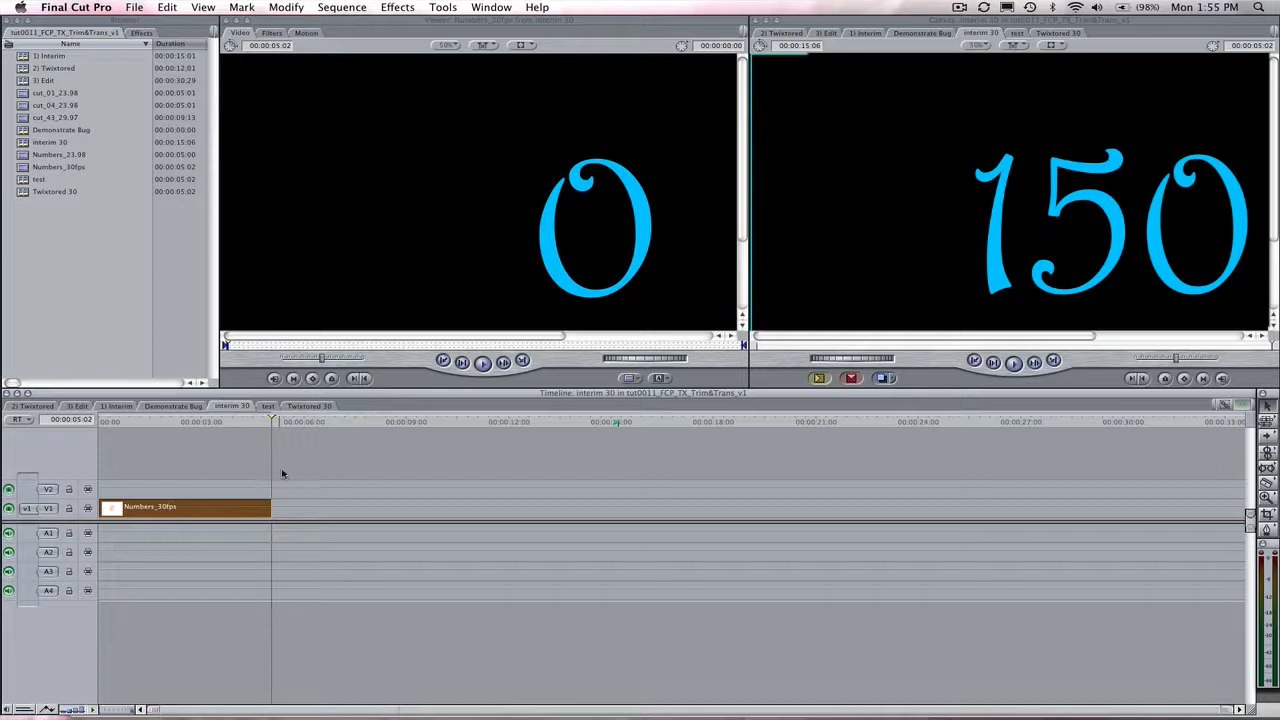 Final Cut Pro File Edit View Mark Modify Sequence Effects Tools Window Help (98%) Mon 1:55 PM
Viewer: Numbers_30fps from interim 30
Canvas: interim 30 in tut0011_FCP_TX_Trim&Trans_v1
tut0011_FCP_TX_Trim&Trans_v1 Effects
Video Filters Motion
2) Twixtored 3) Edit 1) Interim Demonstrate Bug interim 30 test Twixtored 30
Name Duration
00:00:05:02 50% 00:00:00:00
00:00:15:06 50% 00:00:05:02
1) Interim 00:00:15:01
2) Twixtored 00:00:12;01
3) Edit 00:00:30;29
cut_01_23.98 00:00:05:01
cut_04_23.98 00:00:05:01
cut_43_29.97 00:00:09;13
Demonstrate Bug 00:00:00:00
interim 30 00:00:15:06
Numbers_23.98 00:00:05:00
Numbers_30fps 00:00:05:02
test 00:00:05:02
Twixtored 30 00:00:05:02
0
150
Timeline: interim 30 in tut0011_FCP_TX_Trim&Trans_v1
2) Twixtored 3) Edit 1) Interim Demonstrate Bug interim 30 test Twixtored 30
RT 00:00:05:02 00:00 00:00:03:00 00:00:06:00 00:00:09:00 00:00:12:00 00:00:15:00 00:00:18:00 00:00:21:00 00:00:24:00 00:00:27:00 00:00:30:00 00:00:33:00
V2
v1 V1 Numbers_30fps
A1
A2
A3
A4